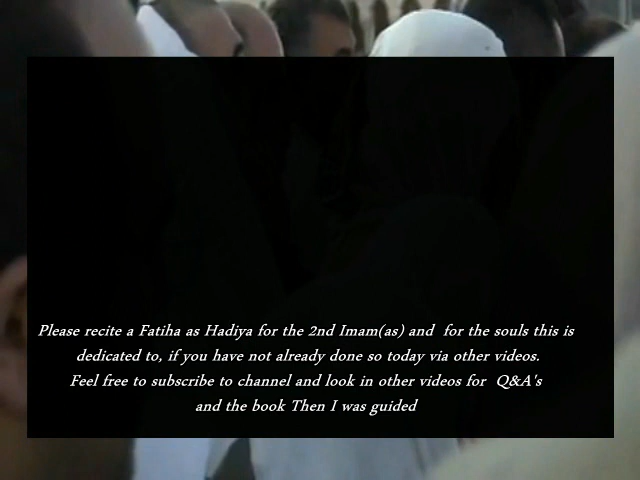 Please recite a Fatiha as Hadiya for the 2nd Imam(as) and  for the souls this is
dedicated to, if you have not already done so today via other videos.
Feel free to subscribe to channel and look in other videos for  Q&A's
and the book Then I was guided